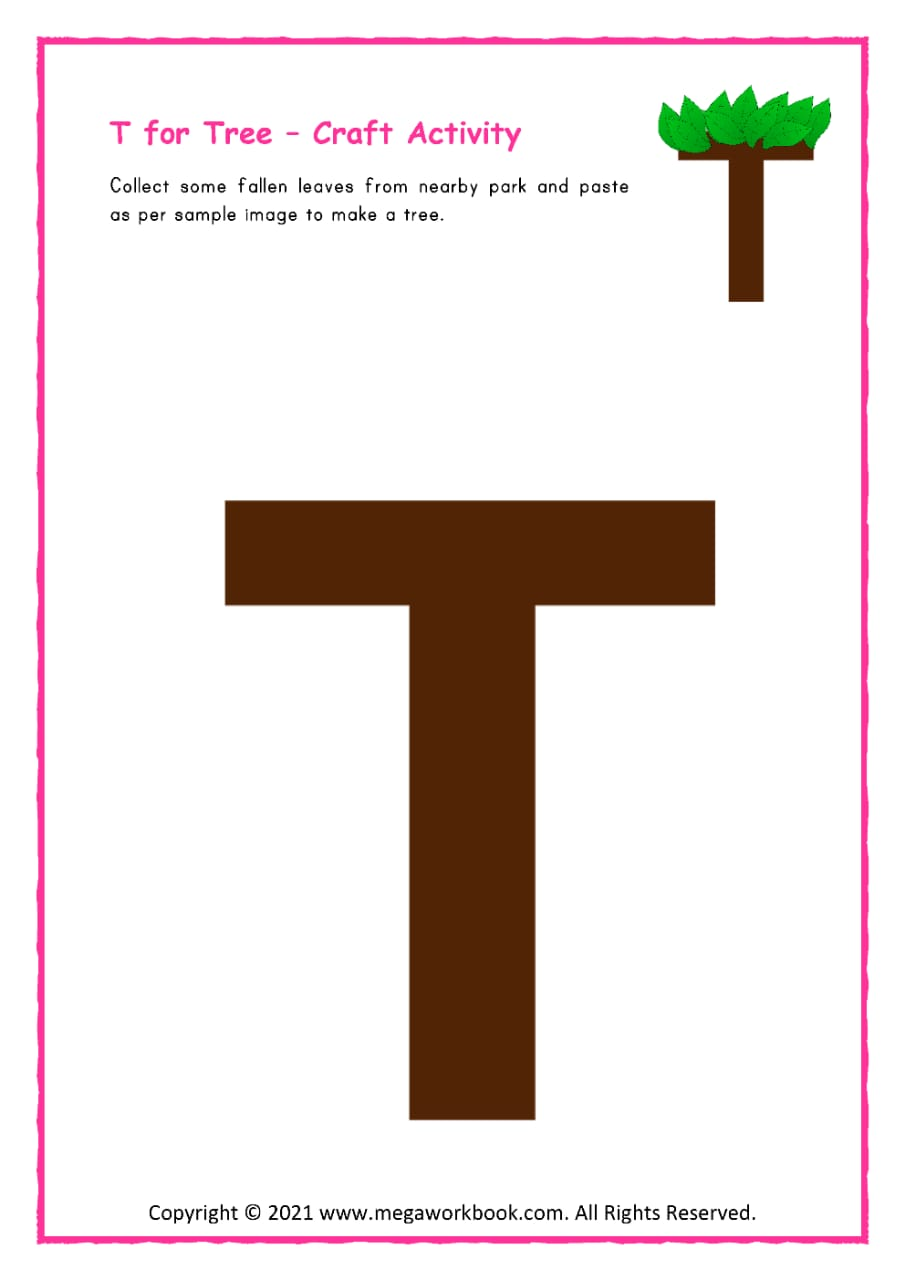 T for Tree – Craft Activity
Collect some fallen leaves from nearby park and paste
as per sample image to make a tree.
T
T
Copyright © 2021 www.megaworkbook.com. All Rights Reserved.